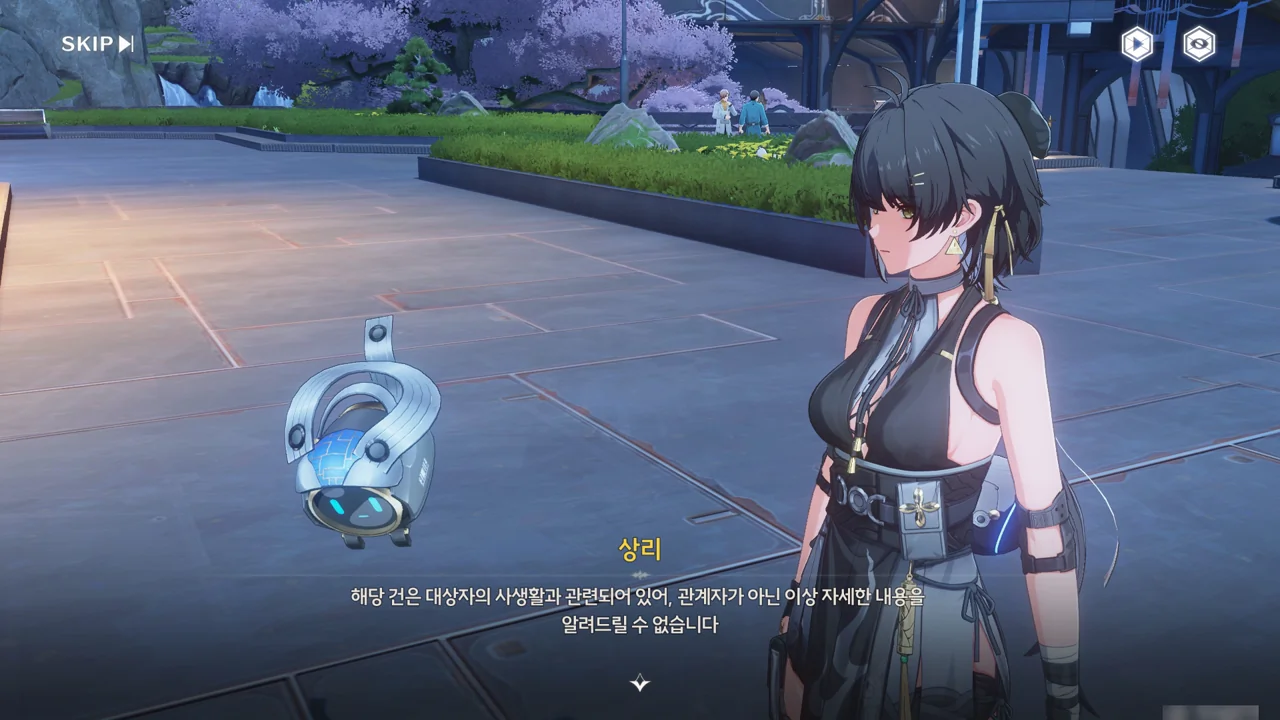 SKIP
상리
해당 건은 대상자의 사생활과 관련되어 있어, 관계자가 아닌 이상 자세한 내용을
알려드릴 수 없습니다